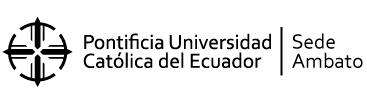 Pontificia Universidad
Católica del Ecuador
Sede
Ambato